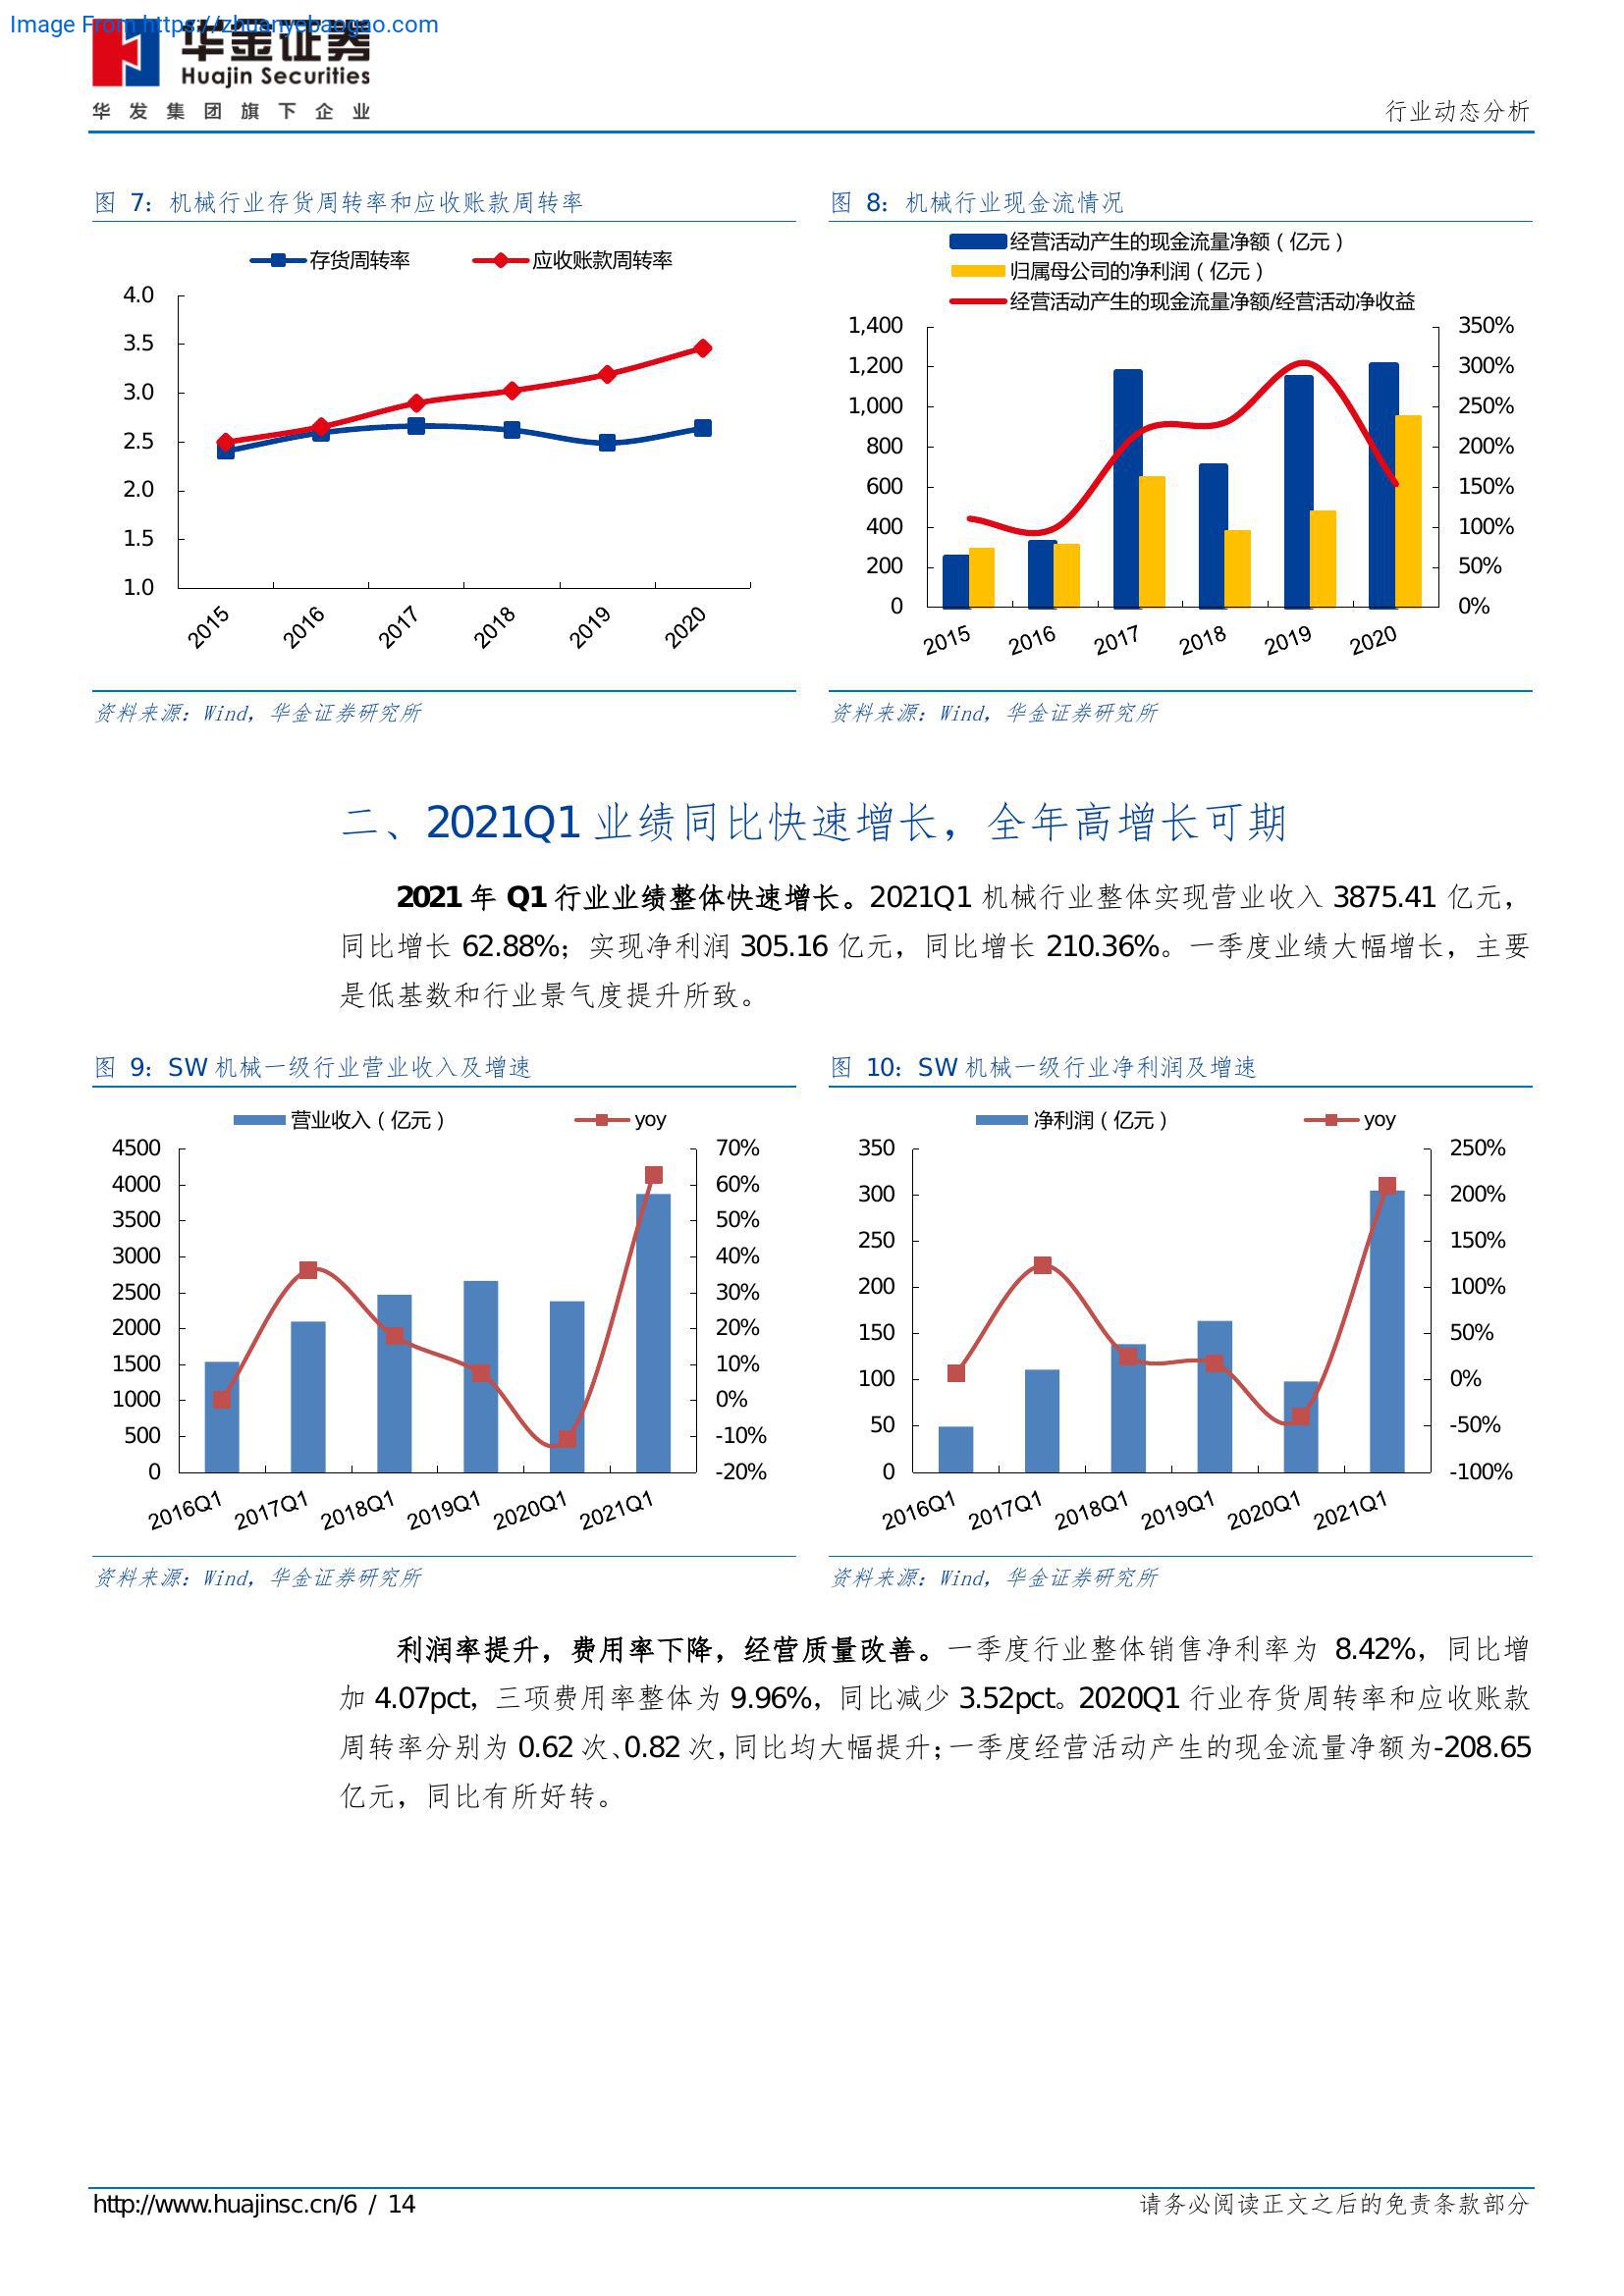 Image From https://zhuanyebaogao.com
华金证券
Huajin Securities
华发集团旗下企业
行业动态分析
图 7：机械行业存货周转率和应收账款周转率
存货周转率 应收账款周转率
4.0
3.5
3.0
2.5
2.0
1.5
1.0
2015 2016 2017 2018 2019 2020
资料来源：Wind，华金证券研究所
图 8：机械行业现金流情况
经营活动产生的现金流量净额（亿元）
归属母公司的净利润（亿元）
经营活动产生的现金流量净额/经营活动净收益
1,400 350%
1,200 300%
1,000 250%
800 200%
600 150%
400 100%
200 50%
0 0%
2015 2016 2017 2018 2019 2020
资料来源：Wind，华金证券研究所
二、2021Q1 业绩同比快速增长，全年高增长可期
2021 年 Q1 行业业绩整体快速增长。2021Q1 机械行业整体实现营业收入 3875.41 亿元，
同比增长 62.88%；实现净利润 305.16 亿元，同比增长 210.36%。一季度业绩大幅增长，主要
是低基数和行业景气度提升所致。
图 9：SW 机械一级行业营业收入及增速
营业收入（亿元） yoy
4500 70%
4000 60%
3500 50%
3000 40%
2500 30%
2000 20%
1500 10%
1000 0%
500 -10%
0 -20%
2016Q1 2017Q1 2018Q1 2019Q1 2020Q1 2021Q1
资料来源：Wind，华金证券研究所
图 10：SW 机械一级行业净利润及增速
净利润（亿元） yoy
350 250%
300 200%
250 150%
200 100%
150 50%
100 0%
50 -50%
0 -100%
2016Q1 2017Q1 2018Q1 2019Q1 2020Q1 2021Q1
资料来源：Wind，华金证券研究所
利润率提升，费用率下降，经营质量改善。一季度行业整体销售净利率为 8.42%，同比增
加 4.07pct，三项费用率整体为 9.96%，同比减少 3.52pct。2020Q1 行业存货周转率和应收账款
周转率分别为 0.62 次、0.82 次，同比均大幅提升；一季度经营活动产生的现金流量净额为-208.65
亿元，同比有所好转。
http://www.huajinsc.cn/6 / 14
请务必阅读正文之后的免责条款部分